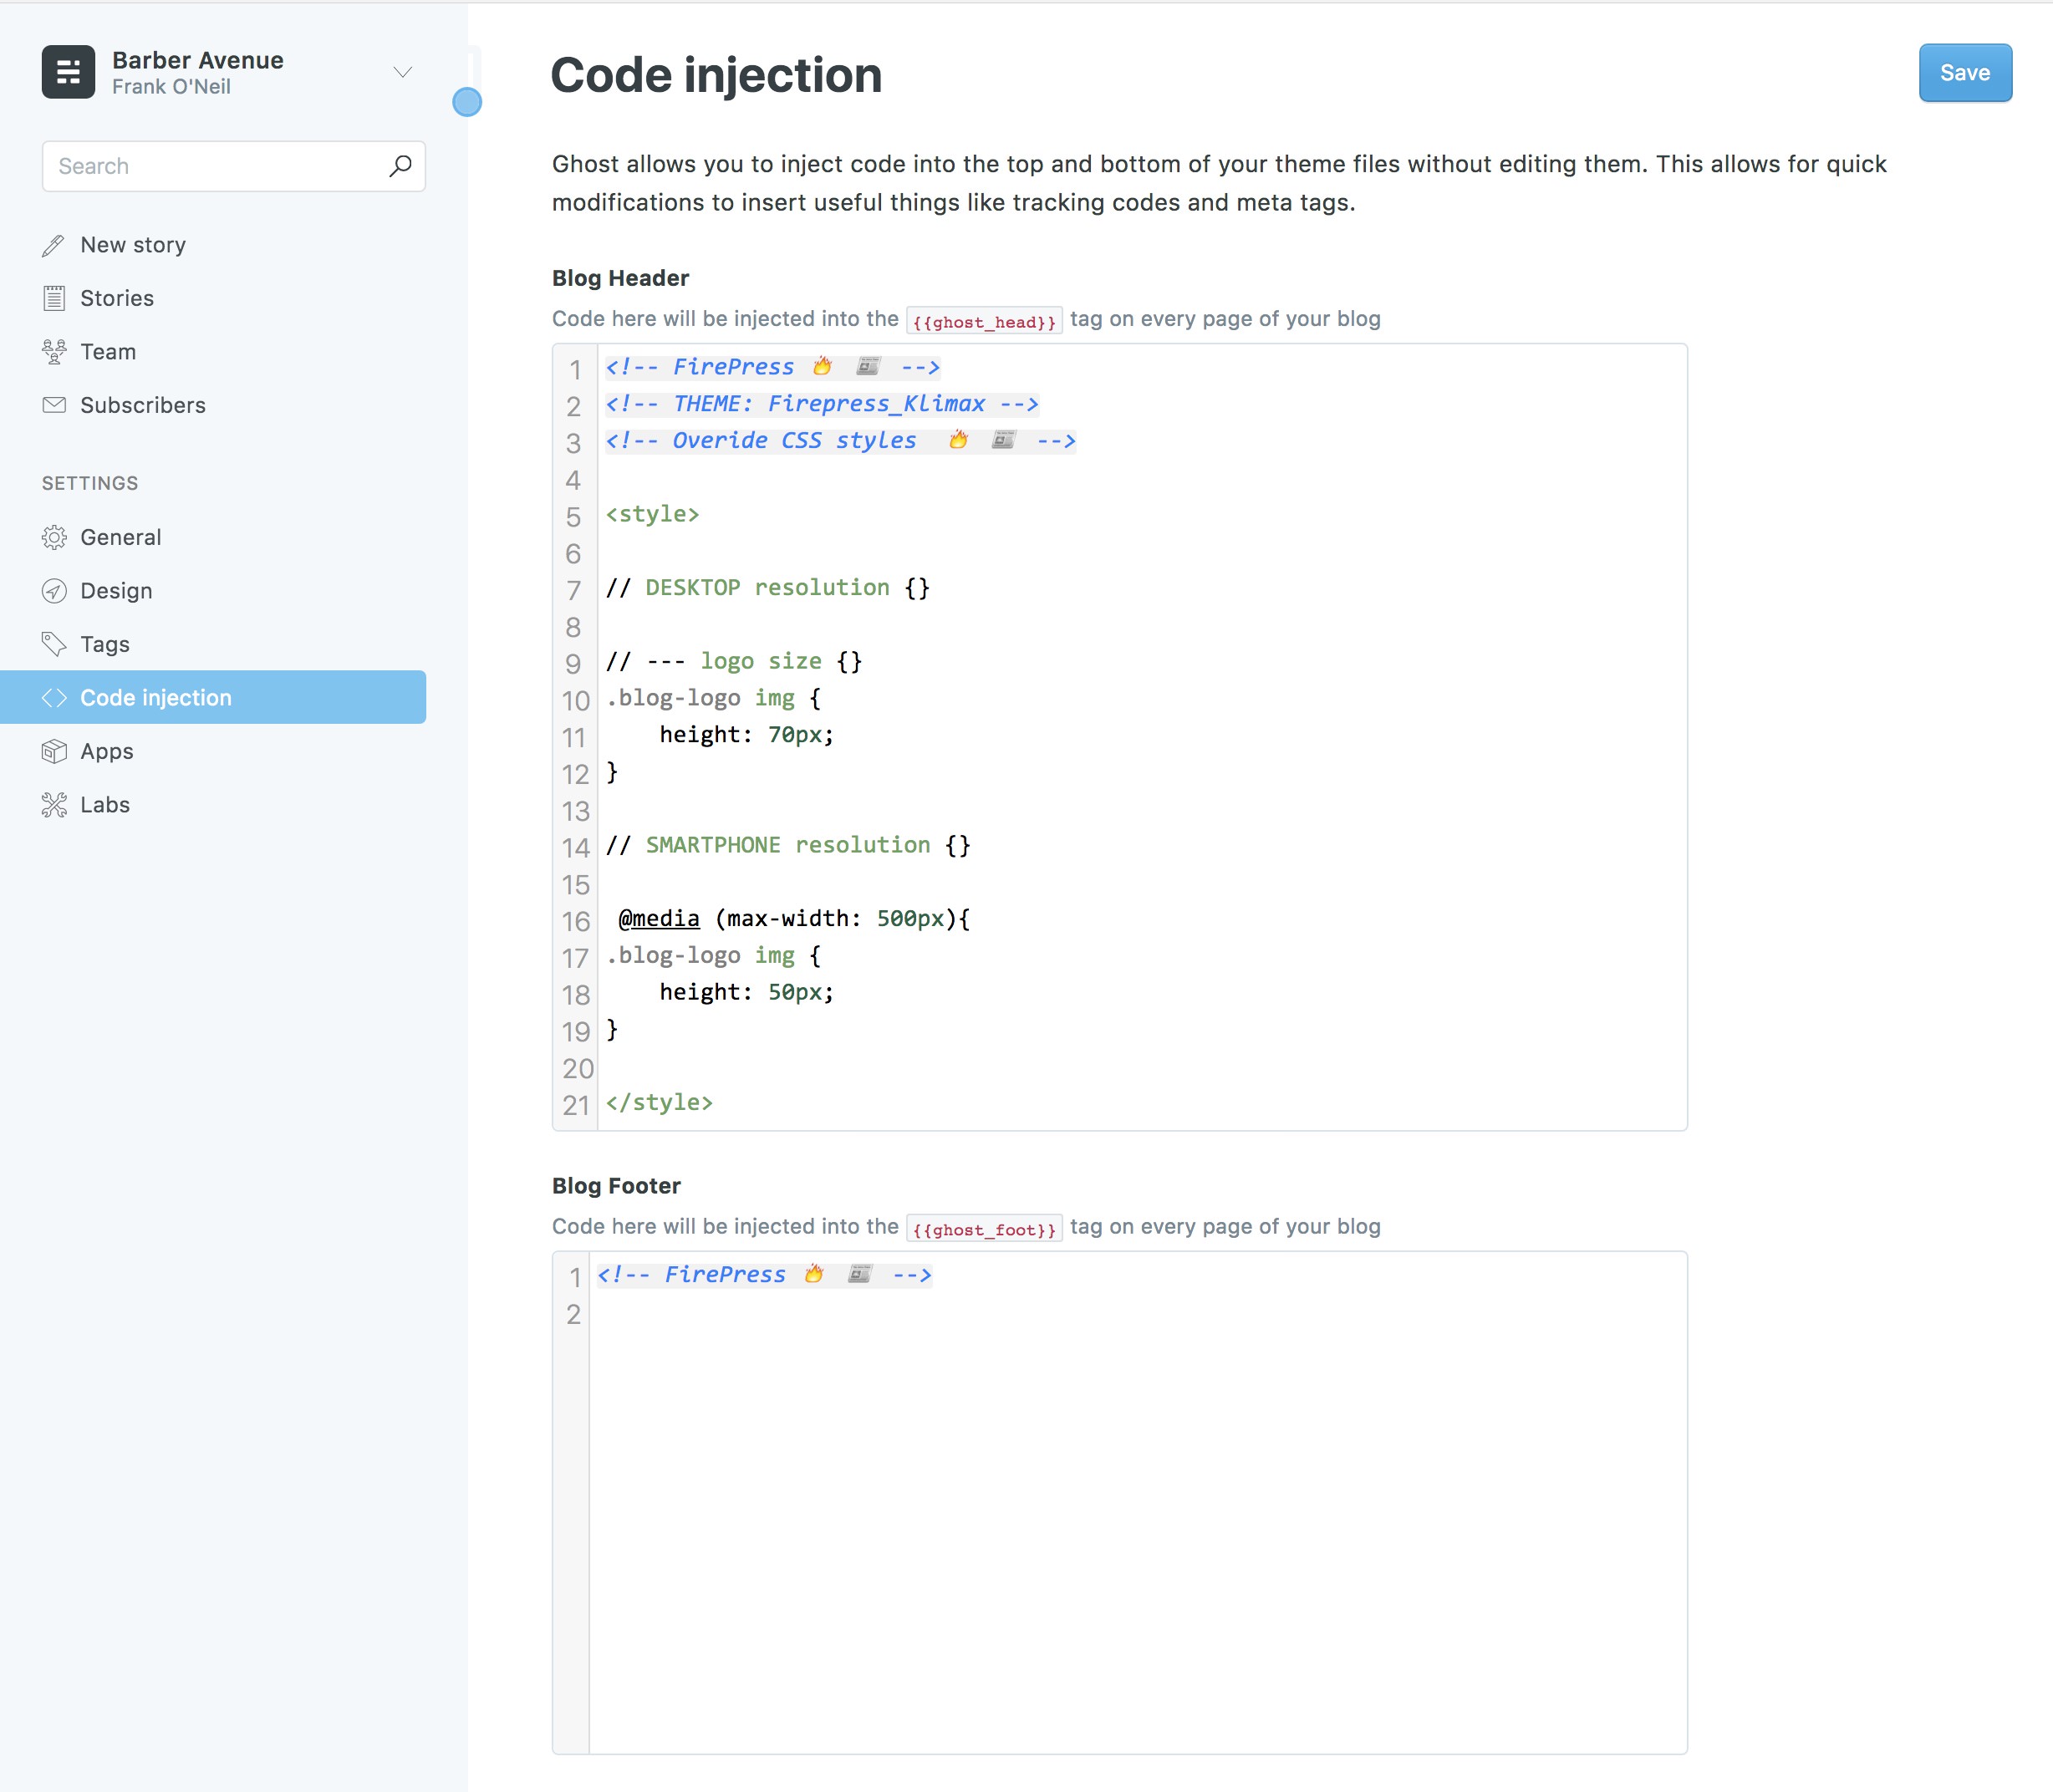 Barber Avenue
Frank O'Neil
Search
New story
Stories
Team
Subscribers
SETTINGS
General
Design
Tags
Code injection
Apps
Labs
Code injection
Save
Ghost allows you to inject code into the top and bottom of your theme files without editing them. This allows for quick
modifications to insert useful things like tracking codes and meta tags.
Blog Header
Code here will be injected into the {{ghost_head}} tag on every page of your blog
1 <!-- FirePress 🔥 📰 -->
2 <!-- THEME: Firepress_Klimax -->
3 <!-- Overide CSS styles 🔥 📰 -->
4
5 <style>
6
7 // DESKTOP resolution {}
8
9 // --- logo size {}
10 .blog-logo img {
11     height: 70px;
12 }
13
14 // SMARTPHONE resolution {}
15
16  @media (max-width: 500px){
17 .blog-logo img {
18     height: 50px;
19 }
20
21 </style>
Blog Footer
Code here will be injected into the {{ghost_foot}} tag on every page of your blog
1 <!-- FirePress 🔥 📰 -->
2